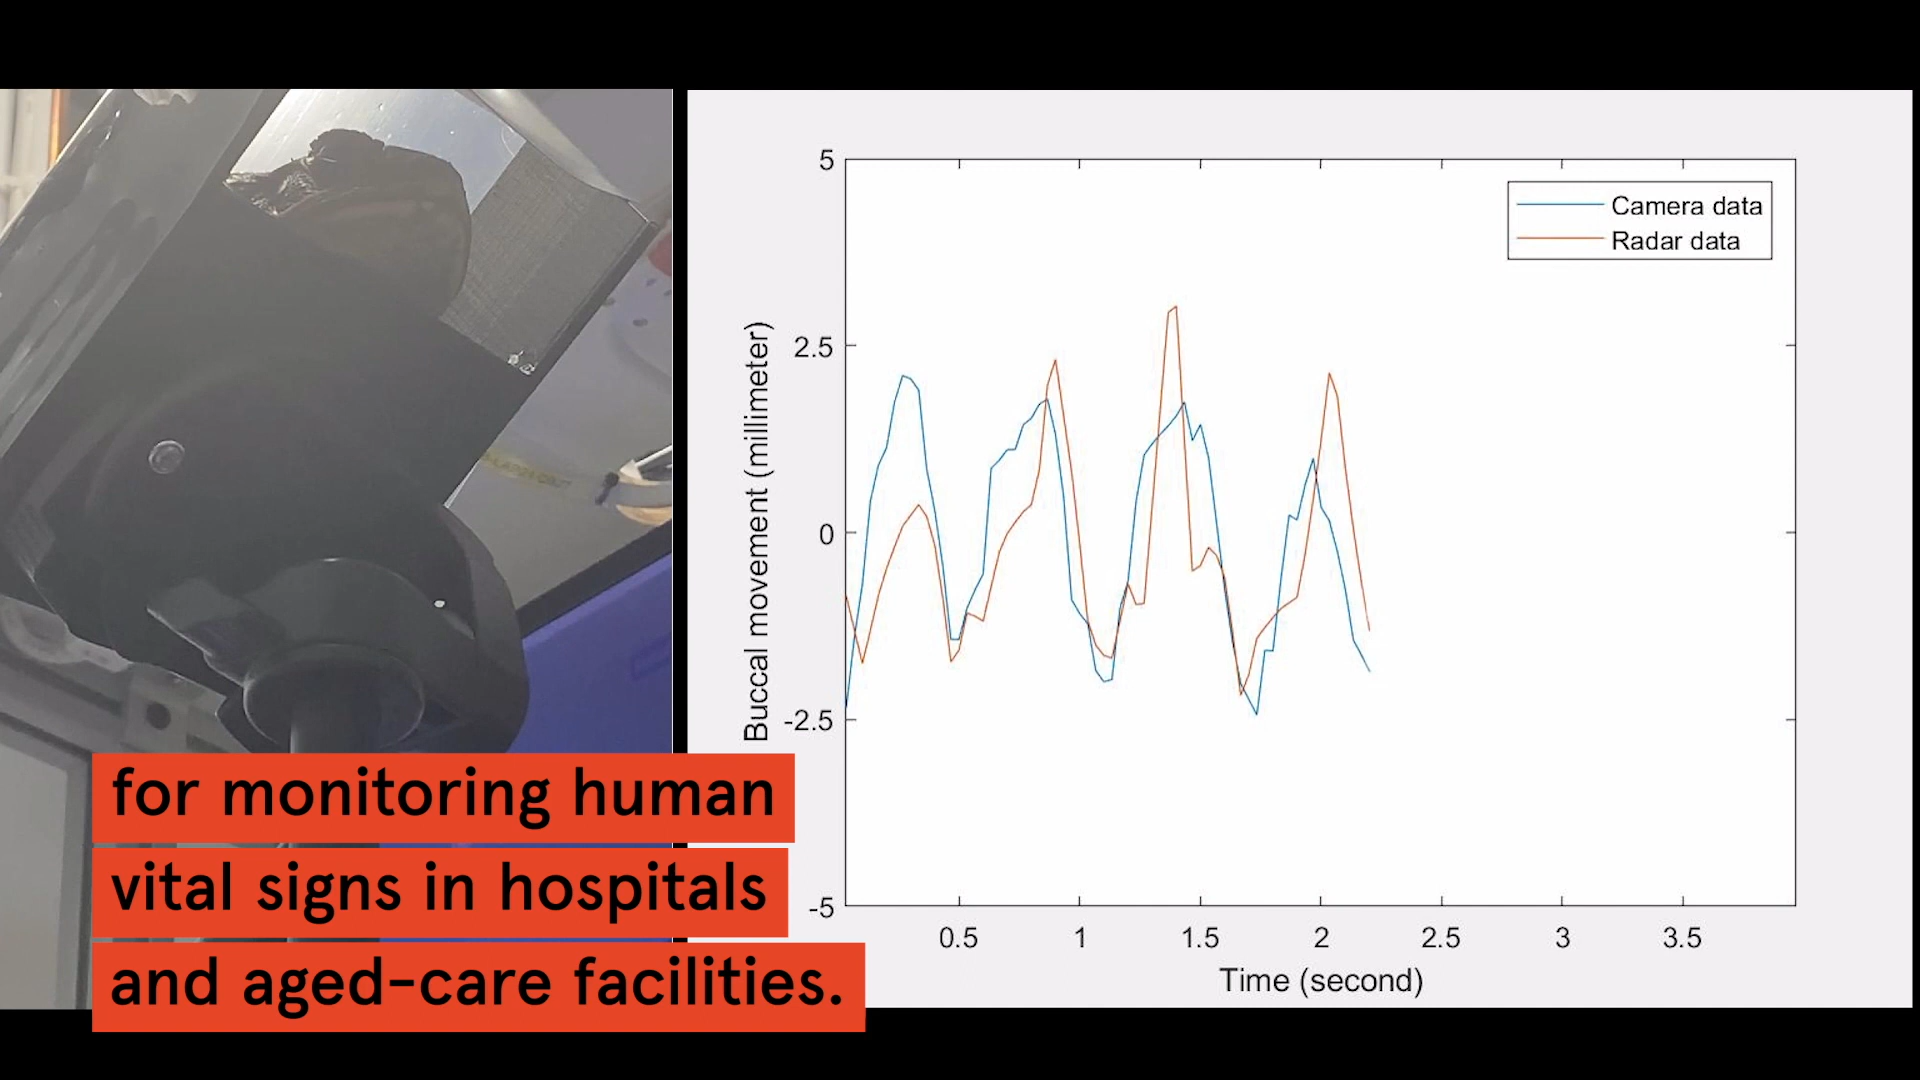 5
Camera data
Radar data
2.5
Buccal movement (millimeter)
0
-2.5
-5
0.5 1 1.5 2 2.5 3 3.5
Time (second)
for monitoring human
vital signs in hospitals
and aged-care facilities.